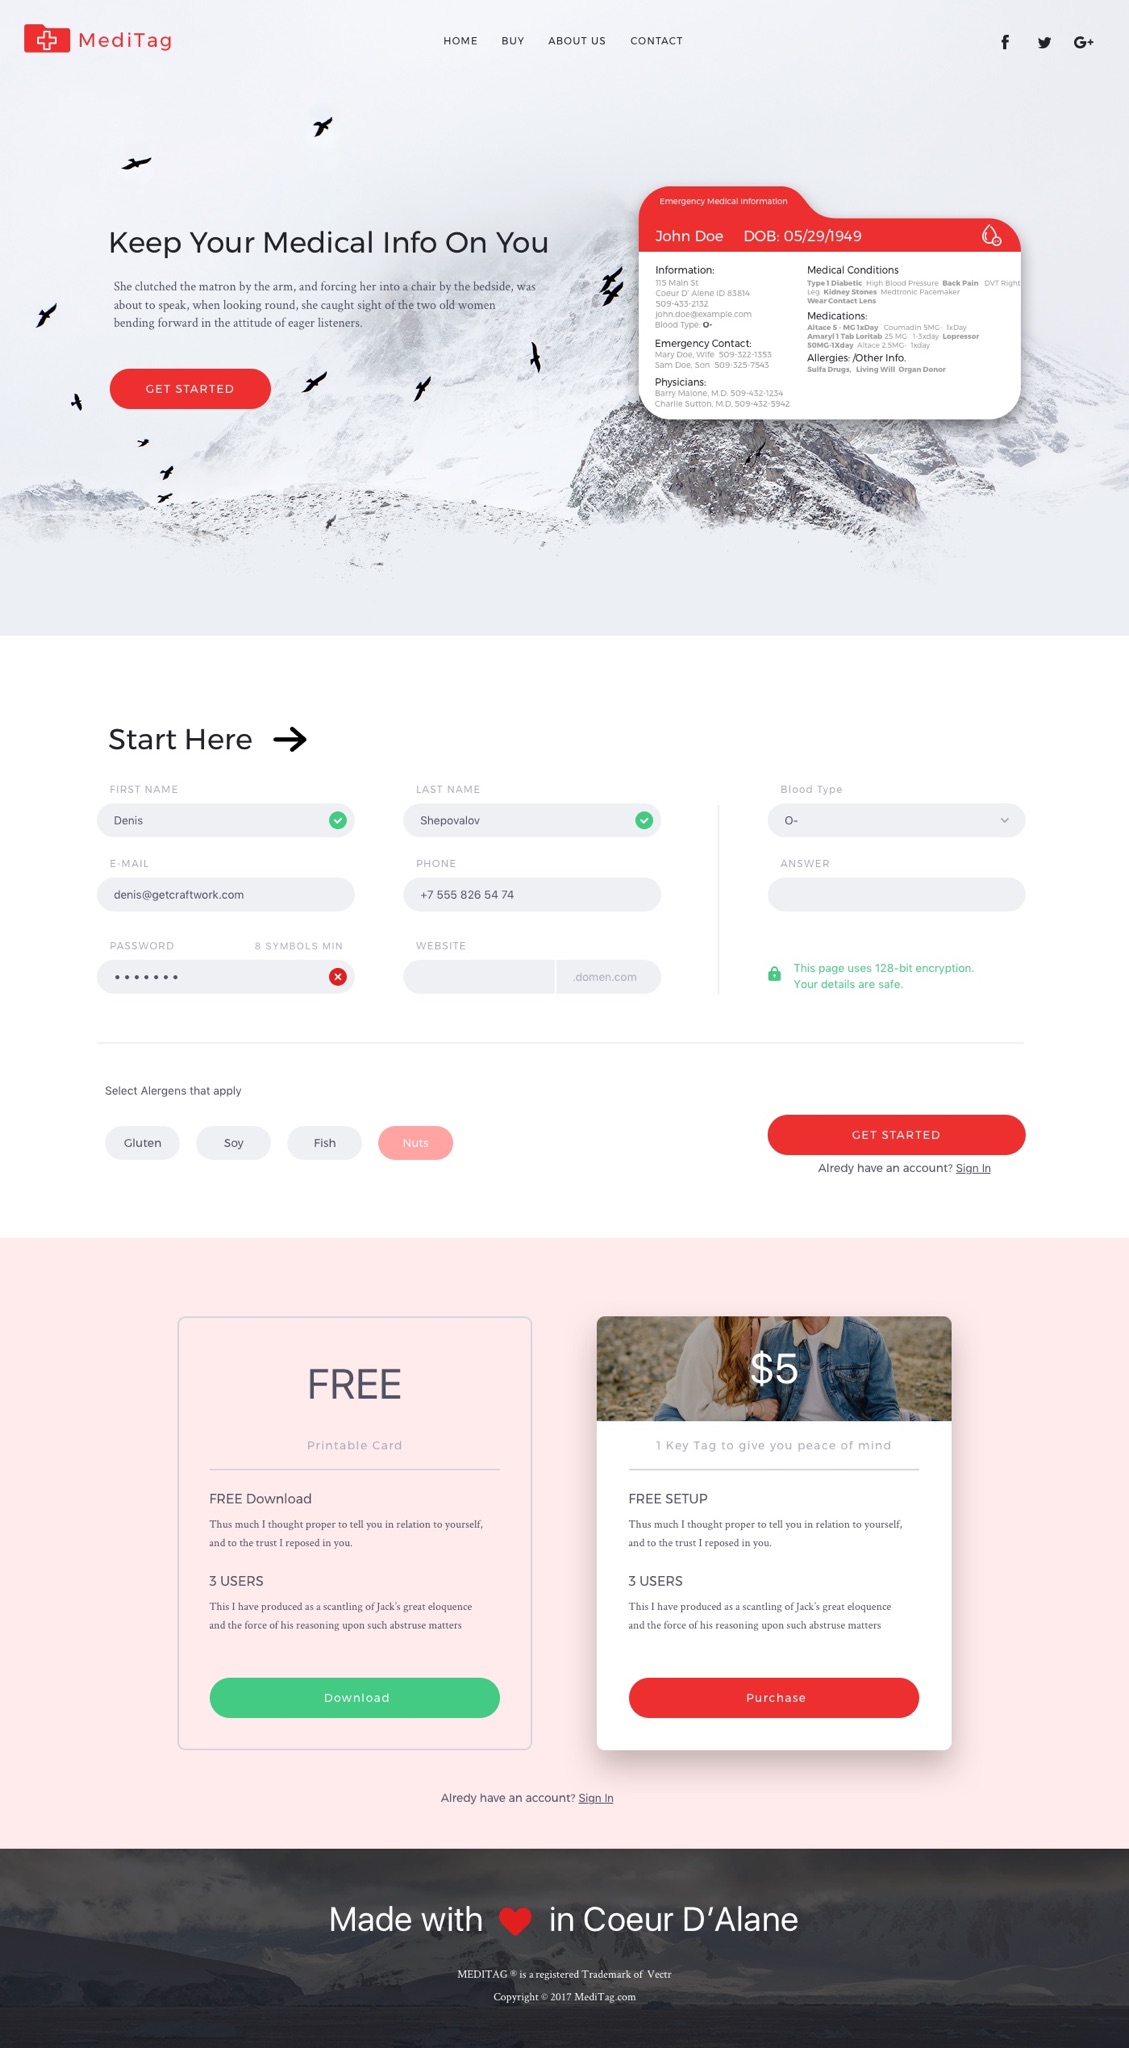 MediTag
HOME BUY ABOUT US CONTACT
G+
Keep Your Medical Info On You
She clutched the matron by the arm, and forcing her into a chair by the bedside, was
about to speak, when looking round, she caught sight of the two old women
bending forward in the attitude of eager listeners.
GET STARTED
Emergency Medical Information
John Doe DOB: 05/29/1949
Information:
115 Main St
Coeur D' Alene ID 83814
509-433-2132
john.doe@example.com
Blood Type: O-
Emergency Contact:
Mary Doe, Wife 509-322-1353
Sam Doe, Son 509-325-7543
Physicians:
Barry Malone, M.D. 509-432-1234
Charlie Sutton, M.D. 509-432-5942
Medical Conditions
Type 1 Diabetic High Blood Pressure Back Pain DVT Right
Leg Kidney Stones Medtronic Pacemaker
Wear Contact Lens
Medications:
Altace 5 - MG 1xDay Coumadin 5MG- 1xDay
Amaryl 1 Tab Loritab 25 MG 1-3xday Lopressor
50MG-1Xday Altace 2.5MG- 1xday
Allergies: /Other Info.
Sulfa Drugs, Living Will Organ Donor
Start Here
FIRST NAME LAST NAME Blood Type
Denis Shepovalov O-
E-MAIL PHONE ANSWER
denis@getcraftwork.com +7 555 826 54 74
PASSWORD 8 SYMBOLS MIN WEBSITE
.domen.com
This page uses 128-bit encryption.
Your details are safe.
Select Alergens that apply
Gluten Soy Fish Nuts
GET STARTED
Alredy have an account? Sign In
FREE
Printable Card
FREE Download
Thus much I thought proper to tell you in relation to yourself,
and to the trust I reposed in you.
3 USERS
This I have produced as a scantling of Jack's great eloquence
and the force of his reasoning upon such abstruse matters
Download
$5
1 Key Tag to give you peace of mind
FREE SETUP
Thus much I thought proper to tell you in relation to yourself,
and to the trust I reposed in you.
3 USERS
This I have produced as a scantling of Jack's great eloquence
and the force of his reasoning upon such abstruse matters
Purchase
Alredy have an account? Sign In
Made with in Coeur D'Alane
MEDITAG ® is a registered Trademark of Vectr
Copyright © 2017 MediTag.com